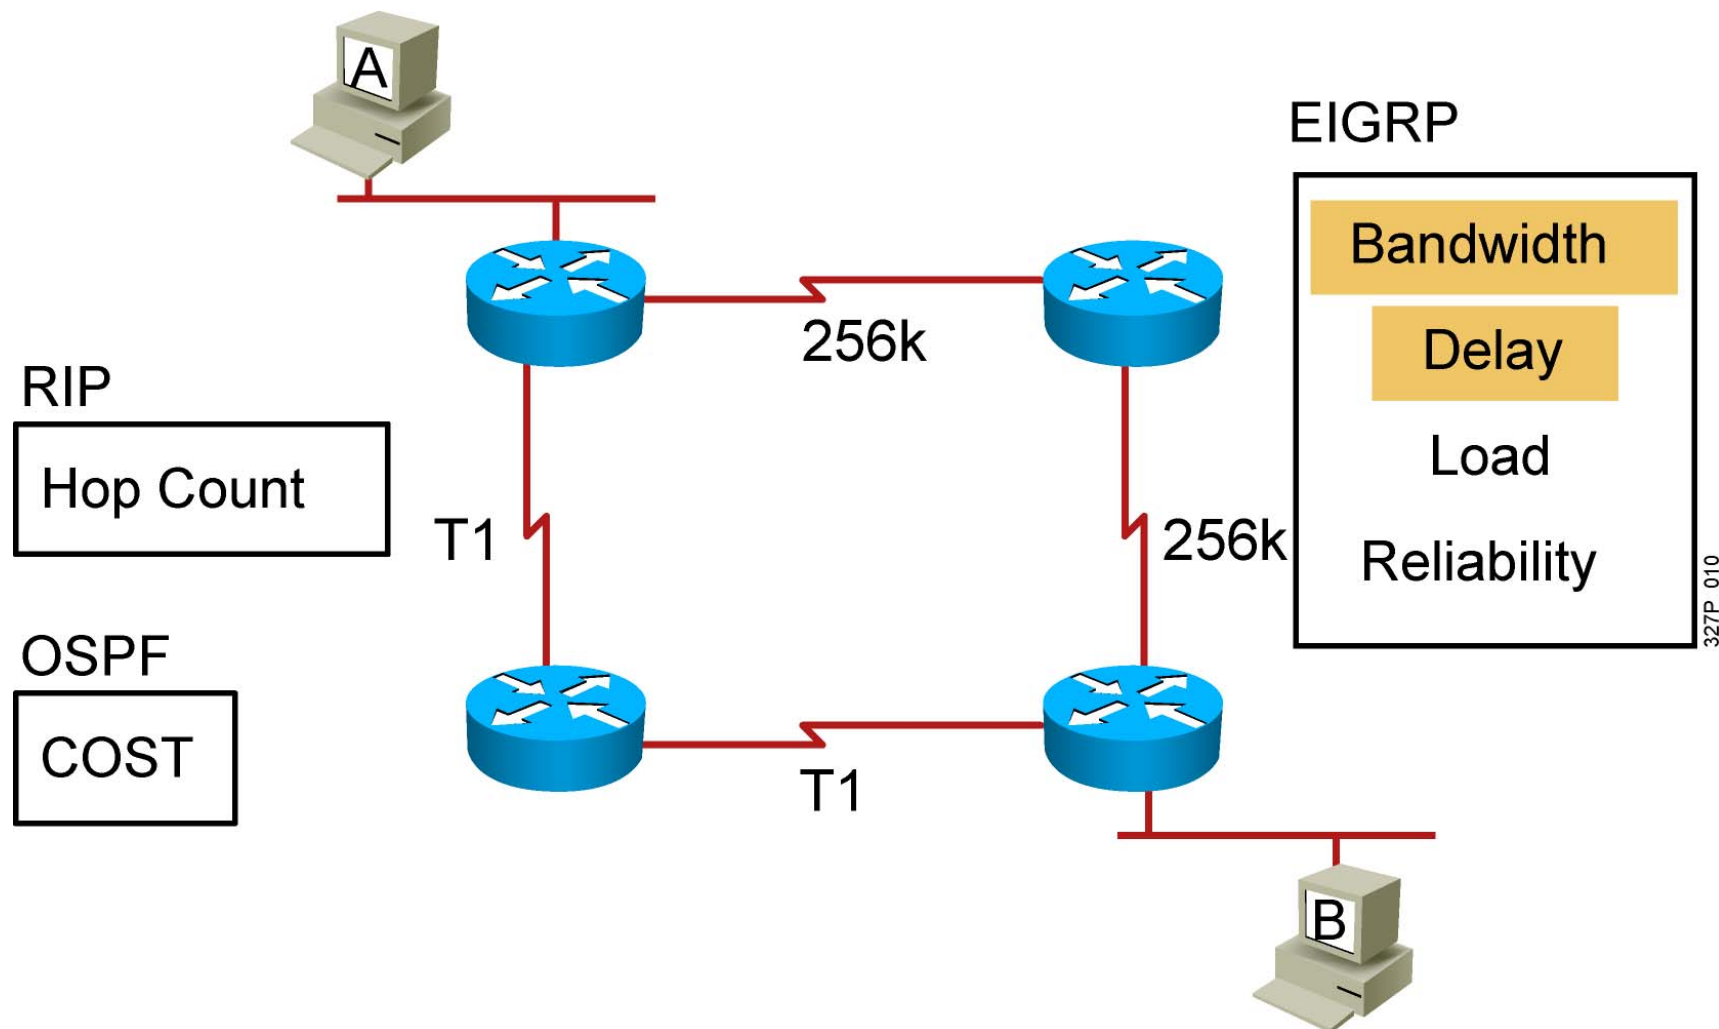 A
EIGRP
Bandwidth
Delay
Load
Reliability
256k
RIP
Hop Count
T1
256k
OSPF
COST
T1
B
327P_010